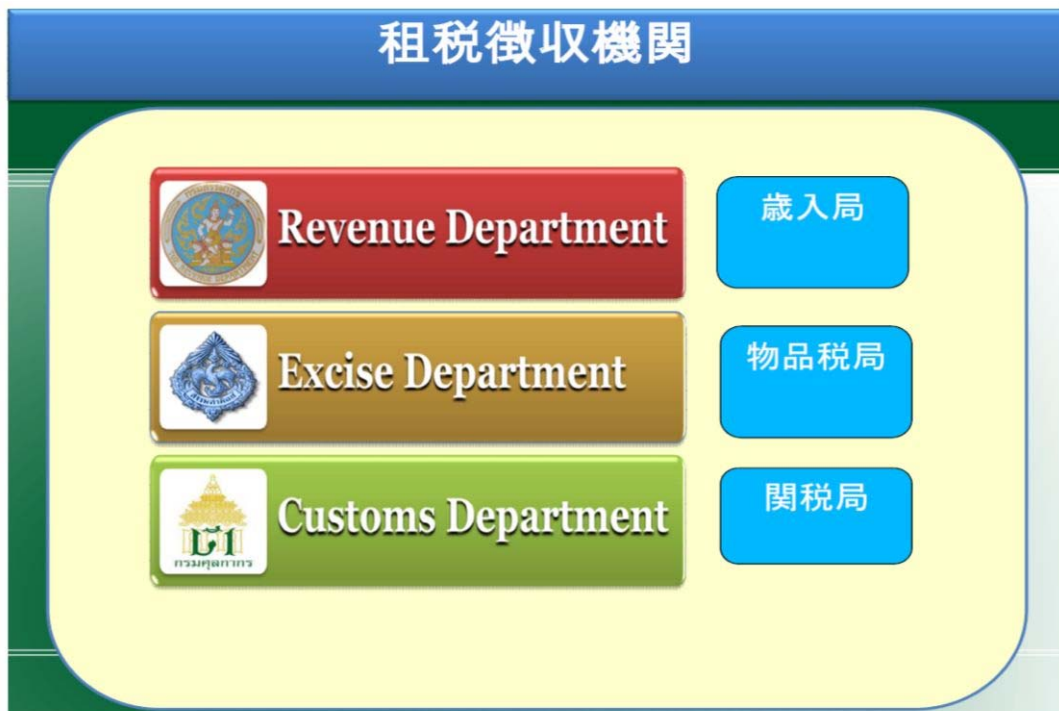 租税徴収機関
Revenue Department
歳入局
Excise Department
物品税局
Customs Department
関税局
กรมศุลกากร